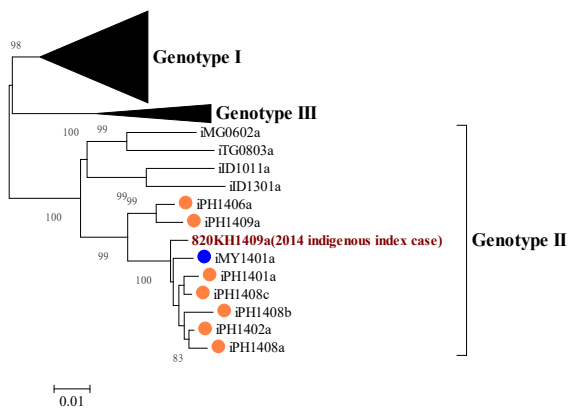 98
Genotype I
Genotype III
100
99
iMG0602a
iTG0803a
iID1011a
iID1301a
100
99
99
iPH1406a
iPH1409a
99
820KH1409a(2014 indigenous index case)
Genotype II
100
iMY1401a
iPH1401a
iPH1408c
iPH1408b
iPH1402a
iPH1408a
83
0.01